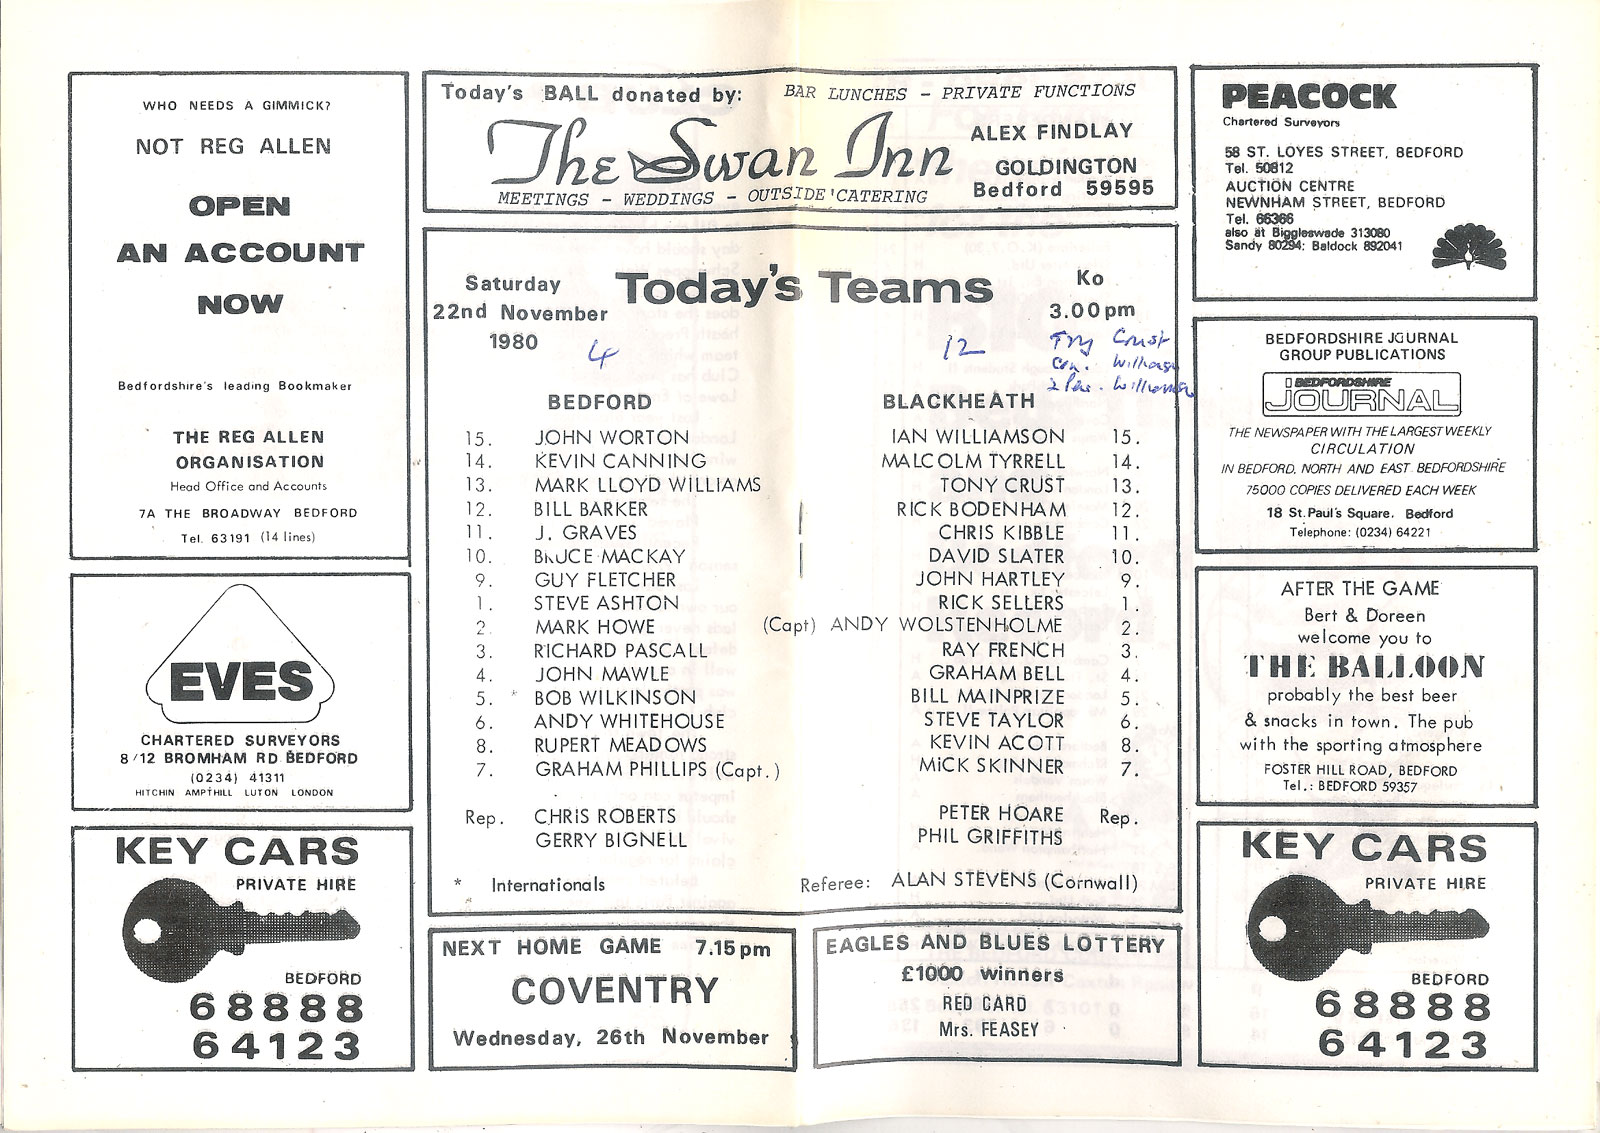 WHO NEEDS A GIMMICK?
NOT REG ALLEN
OPEN
AN ACCOUNT
NOW
Bedfordshire's leading Bookmaker
THE REG ALLEN
ORGANISATION
Head Office and Accounts
7A THE BROADWAY BEDFORD
Tel. 63191 (14 lines)
EVES
CHARTERED SURVEYORS
8/12 BROMHAM RD BEDFORD
(0234) 41311
HITCHIN AMPTHILL LUTON LONDON
KEY CARS
PRIVATE HIRE
BEDFORD
68888
64123
Today's BALL donated by: BAR LUNCHES - PRIVATE FUNCTIONS
The Swan Inn
ALEX FINDLAY
GOLDINGTON
Bedford 59595
MEETINGS - WEDDINGS - OUTSIDE CATERING
Saturday
22nd November
1980
Today's Teams
Ko
3.00pm
4
12
Try Crust
Con. Williamson
2 Pen. Williamson
BEDFORD BLACKHEATH
15. JOHN WORTON IAN WILLIAMSON 15.
14. KEVIN CANNING MALCOLM TYRRELL 14.
13. MARK LLOYD WILLIAMS TONY CRUST 13.
12. BILL BARKER RICK BODENHAM 12.
11. J. GRAVES CHRIS KIBBLE 11.
10. BRUCE MACKAY DAVID SLATER 10.
9. GUY FLETCHER JOHN HARTLEY 9.
1. STEVE ASHTON RICK SELLERS 1.
2. MARK HOWE (Capt) ANDY WOLSTENHOLME 2.
3. RICHARD PASCALL RAY FRENCH 3.
4. JOHN MAWLE GRAHAM BELL 4.
5. * BOB WILKINSON BILL MAINPRIZE 5.
6. ANDY WHITEHOUSE STEVE TAYLOR 6.
8. RUPERT MEADOWS KEVIN ACOTT 8.
7. GRAHAM PHILLIPS (Capt.) MiCK SKINNER 7.
Rep. CHRIS ROBERTS PETER HOARE Rep.
GERRY BIGNELL PHIL GRIFFITHS
* Internationals Referee: ALAN STEVENS (Cornwall)
NEXT HOME GAME 7.15pm
COVENTRY
Wednesday, 26th November
EAGLES AND BLUES LOTTERY
£1000 winners
RED CARD
Mrs. FEASEY
PEACOCK
Chartered Surveyors
58 ST. LOYES STREET, BEDFORD
Tel. 50812
AUCTION CENTRE
NEWNHAM STREET, BEDFORD
Tel. 66366
also at Biggleswade 313080
Sandy 80294; Baldock 892041
BEDFORDSHIRE JOURNAL
GROUP PUBLICATIONS
BEDFORDSHIRE
JOURNAL
THE NEWSPAPER WITH THE LARGEST WEEKLY
CIRCULATION
IN BEDFORD, NORTH AND EAST BEDFORDSHIRE
75000 COPIES DELIVERED EACH WEEK
18 St. Paul's Square. Bedford
Telephone: (0234) 64221
AFTER THE GAME
Bert & Doreen
welcome you to
THE BALLOON
probably the best beer
& snacks in town. The pub
with the sporting atmosphere
FOSTER HILL ROAD, BEDFORD
Tel.: BEDFORD 59357
KEY CARS
PRIVATE HIRE
BEDFORD
68888
64123